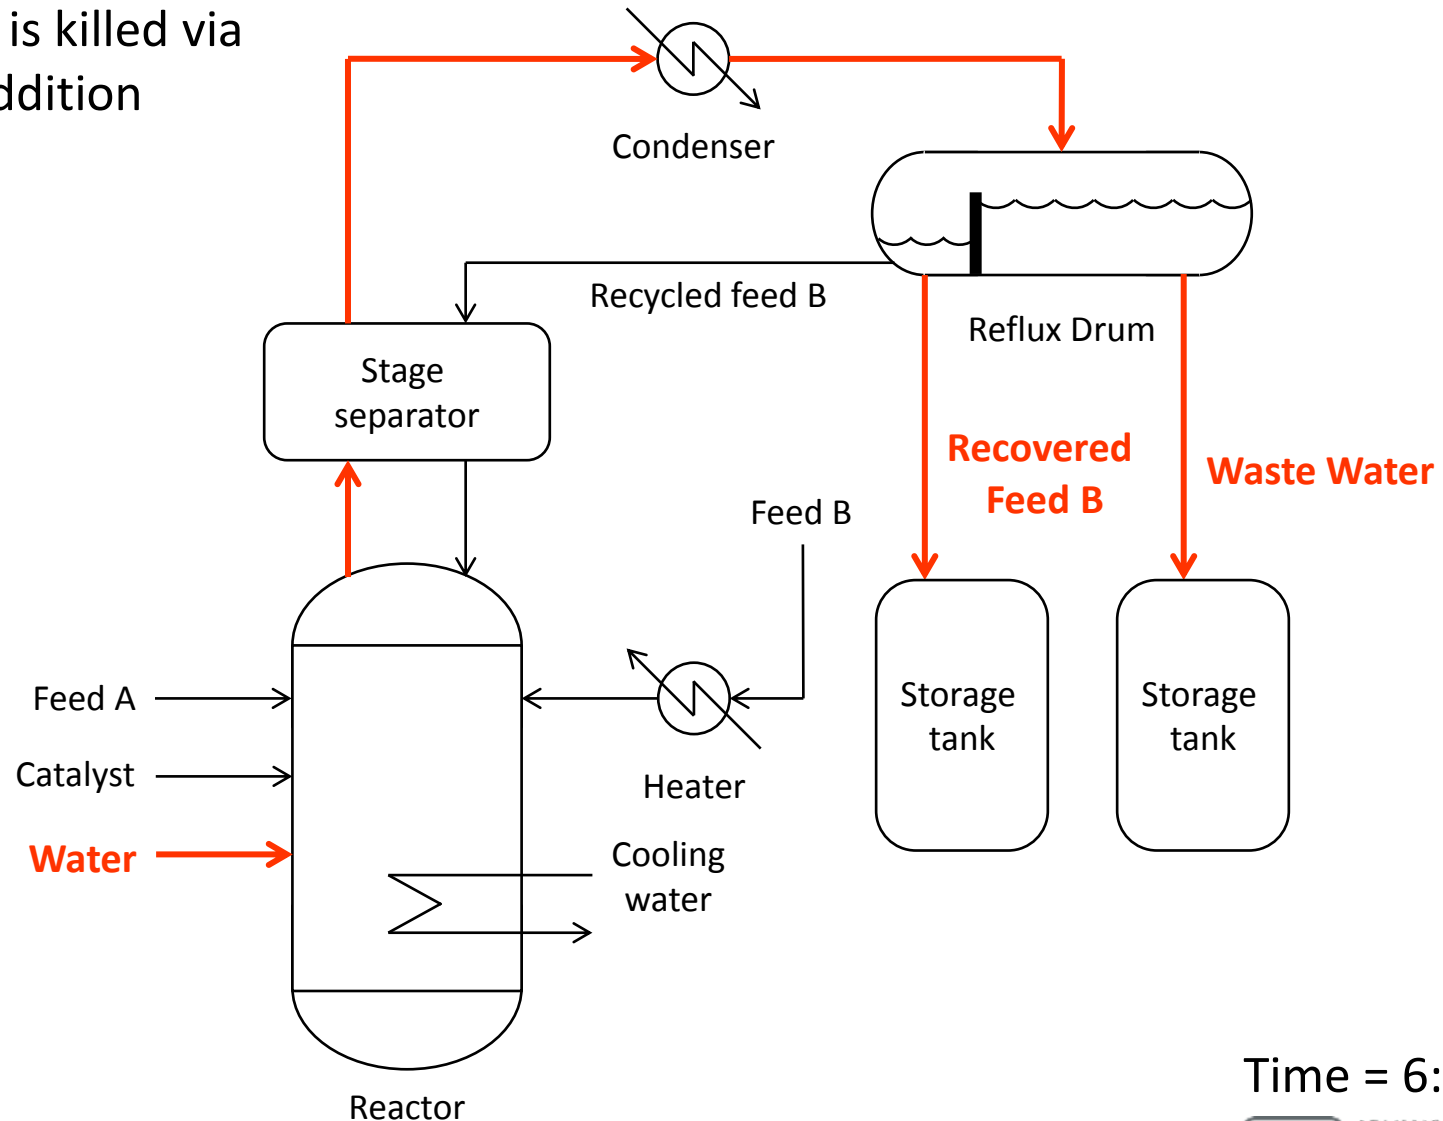 is killed via
ddition
Condenser
Recycled feed B
Reflux Drum
Stage
separator
Recovered
Feed B
Waste Water
Feed B
Feed A
Catalyst
Water
Heater
Cooling
water
Storage
tank
Storage
tank
Reactor
Time = 6: